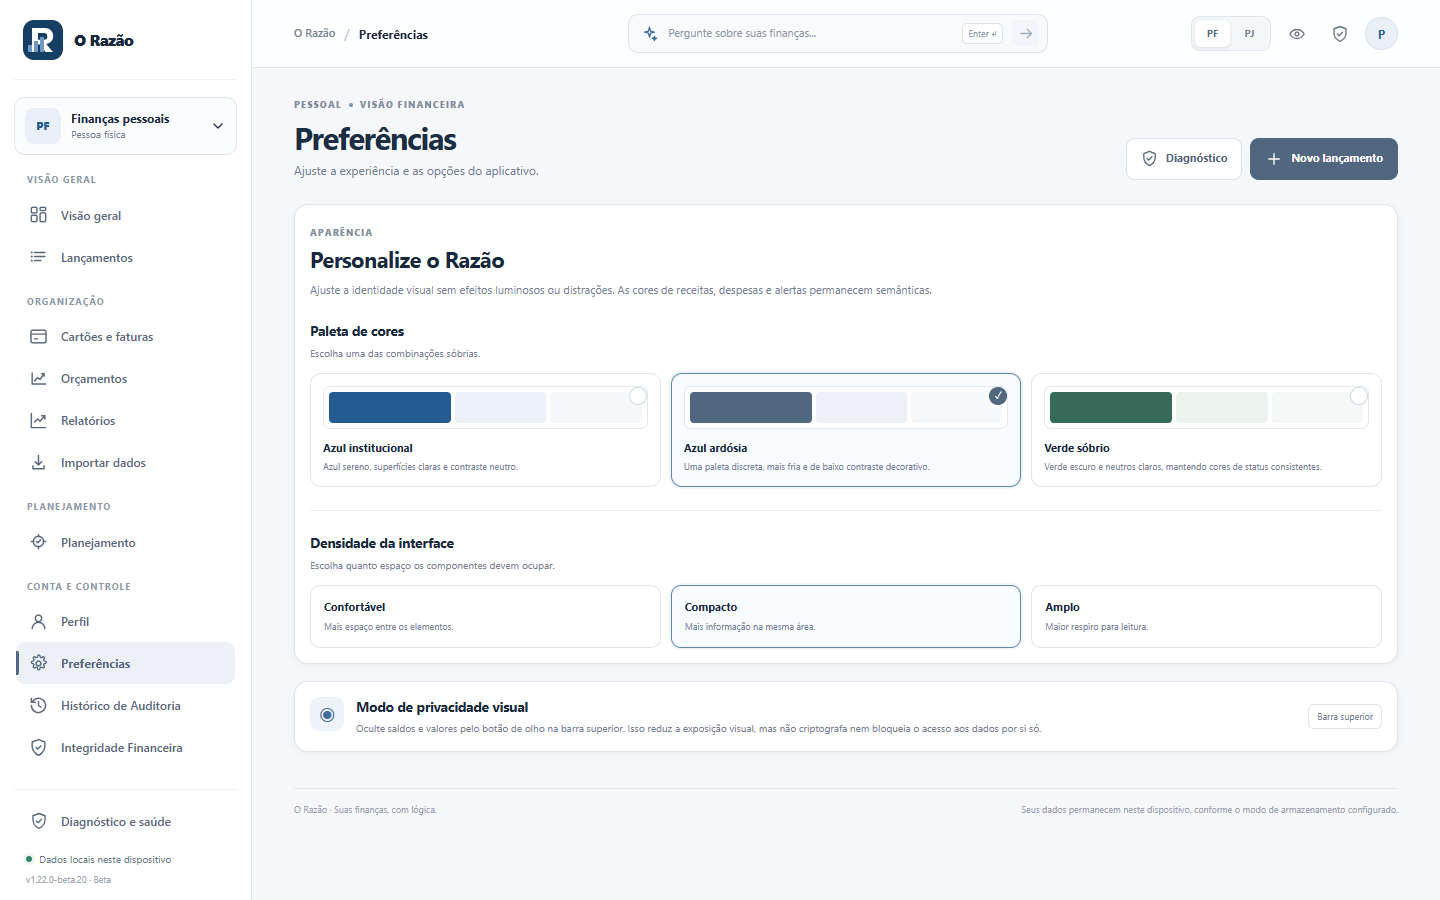 O Razão
PF
Finanças pessoais
Pessoa física
VISÃO GERAL
Visão geral
Lançamentos
ORGANIZAÇÃO
Cartões e faturas
Orçamentos
Relatórios
Importar dados
PLANEJAMENTO
Planejamento
CONTA E CONTROLE
Perfil
Preferências
Histórico de Auditoria
Integridade Financeira
Diagnóstico e saúde
Dados locais neste dispositivo
v1.22.0-beta.20 · Beta
O Razão / Preferências
Pergunte sobre suas finanças...
Enter ↲
PF
PJ
P
PESSOAL • VISÃO FINANCEIRA
Preferências
Ajuste a experiência e as opções do aplicativo.
Diagnóstico
Novo lançamento
APARÊNCIA
Personalize o Razão
Ajuste a identidade visual sem efeitos luminosos ou distrações. As cores de receitas, despesas e alertas permanecem semânticas.
Paleta de cores
Escolha uma das combinações sóbrias.
Azul institucional
Azul sereno, superfícies claras e contraste neutro.
Azul ardósia
Uma paleta discreta, mais fria e de baixo contraste decorativo.
Verde sóbrio
Verde escuro e neutros claros, mantendo cores de status consistentes.
Densidade da interface
Escolha quanto espaço os componentes devem ocupar.
Confortável
Mais espaço entre os elementos.
Compacto
Mais informação na mesma área.
Amplo
Maior respiro para leitura.
Modo de privacidade visual
Oculte saldos e valores pelo botão de olho na barra superior. Isso reduz a exposição visual, mas não criptografa nem bloqueia o acesso aos dados por si só.
Barra superior
O Razão · Suas finanças, com lógica.
Seus dados permanecem neste dispositivo, conforme o modo de armazenamento configurado.